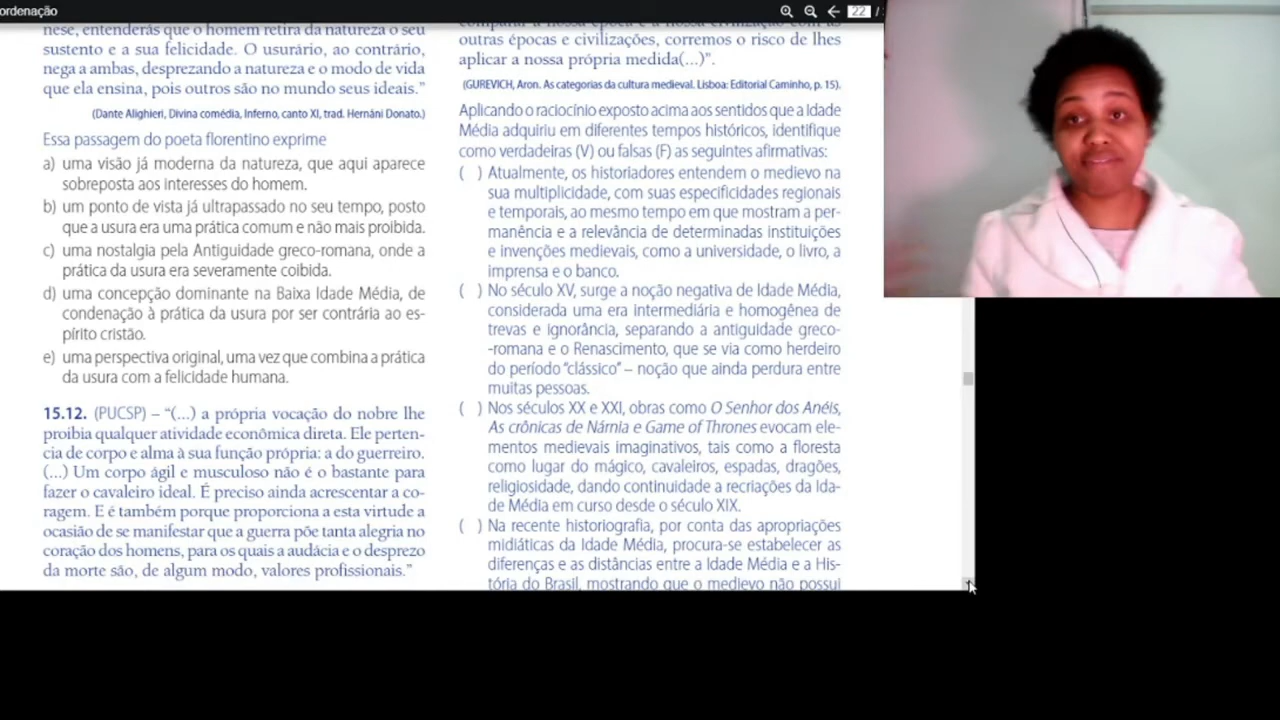 ordenação
22 /
nese, entenderás que o homem retira da natureza o seu
sustento e a sua felicidade. O usurário, ao contrário,
nega a ambas, desprezando a natureza e o modo de vida
que ela ensina, pois outros são no mundo seus ideais.”
(Dante Alighieri, Divina comédia, Inferno, canto XI, trad. Hernâni Donato.)
Essa passagem do poeta florentino exprime
a) uma visão já moderna da natureza, que aqui aparece
sobreposta aos interesses do homem.
b) um ponto de vista já ultrapassado no seu tempo, posto
que a usura era uma prática comum e não mais proibida.
c) uma nostalgia pela Antiguidade greco-romana, onde a
prática da usura era severamente coibida.
d) uma concepção dominante na Baixa Idade Média, de
condenação à prática da usura por ser contrária ao es-
pírito cristão.
e) uma perspectiva original, uma vez que combina a prática
da usura com a felicidade humana.
15.12. (PUCSP) – “(...) a própria vocação do nobre lhe
proibia qualquer atividade econômica direta. Ele perten-
cia de corpo e alma à sua função própria: a do guerreiro.
(...) Um corpo ágil e musculoso não é o bastante para
fazer o cavaleiro ideal. É preciso ainda acrescentar a co-
ragem. E é também porque proporciona a esta virtude a
ocasião de se manifestar que a guerra põe tanta alegria no
coração dos homens, para os quais a audácia e o desprezo
da morte são, de algum modo, valores profissionais.”
comparar a nossa época e a nossa civilização com as
outras épocas e civilizações, corremos o risco de lhes
aplicar a nossa própria medida(...)”.
(GUREVICH, Aron. As categorias da cultura medieval. Lisboa: Editorial Caminho, p. 15).
Aplicando o raciocínio exposto acima aos sentidos que a Idade
Média adquiriu em diferentes tempos históricos, identifique
como verdadeiras (V) ou falsas (F) as seguintes afirmativas:
( ) Atualmente, os historiadores entendem o medievo na
sua multiplicidade, com suas especificidades regionais
e temporais, ao mesmo tempo em que mostram a per-
manência e a relevância de determinadas instituições
e invenções medievais, como a universidade, o livro, a
imprensa e o banco.
( ) No século XV, surge a noção negativa de Idade Média,
considerada uma era intermediária e homogênea de
trevas e ignorância, separando a antiguidade greco-
-romana e o Renascimento, que se via como herdeiro
do período “clássico” – noção que ainda perdura entre
muitas pessoas.
( ) Nos séculos XX e XXI, obras como O Senhor dos Anéis,
As crônicas de Nárnia e Game of Thrones evocam ele-
mentos medievais imaginativos, tais como a floresta
como lugar do mágico, cavaleiros, espadas, dragões,
religiosidade, dando continuidade a recriações da Ida-
de Média em curso desde o século XIX.
( ) Na recente historiografia, por conta das apropriações
midiáticas da Idade Média, procura-se estabelecer as
diferenças e as distâncias entre a Idade Média e a His-
tória do Brasil, mostrando que o medievo não possui